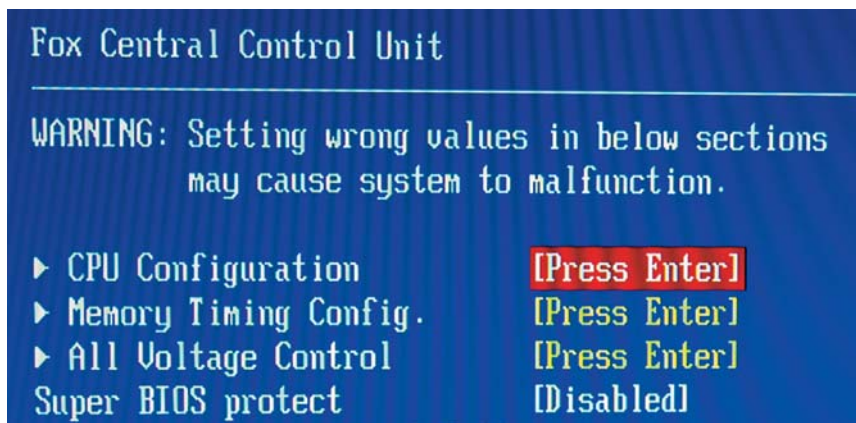 Fox Central Control Unit
WARNING: Setting wrong values in below sections
may cause system to malfunction.
▶ CPU Configuration [Press Enter]
▶ Memory Timing Config. [Press Enter]
▶ All Voltage Control [Press Enter]
Super BIOS protect [Disabled]